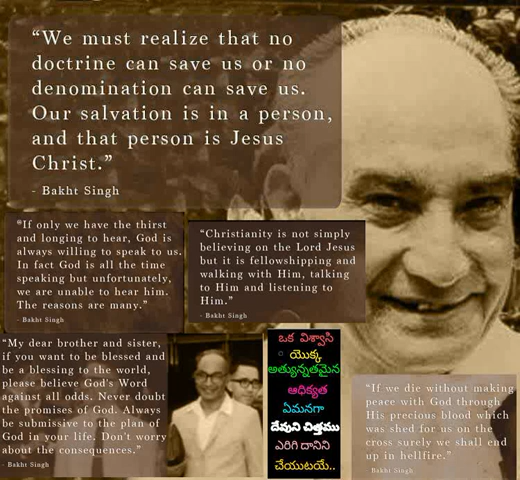 “We must realize that no
doctrine can save us or no
denomination can save us.
Our salvation is in a person,
and that person is Jesus
Christ.”
- Bakht Singh
“If only we have the thirst
and longing to hear, God is
always willing to speak to us.
In fact God is all the time
speaking but unfortunately,
we are unable to hear him.
The reasons are many.”
- Bakht Singh
“Christianity is not simply
believing on the Lord Jesus
but it is fellowshipping and
walking with Him, talking
to Him and listening to
Him.”
- Bakht Singh
“My dear brother and sister,
if you want to be blessed and
be a blessing to the world,
please believe God's Word
against all odds. Never doubt
the promises of God. Always
be submissive to the plan of
God in your life. Don't worry
about the consequences.”
- Bakht Singh
ఒక విశ్వాసి
యొక్క
అత్యున్నతమైన
ఆధిక్యత
ఏమనగా
దేవుని చిత్తము
ఎరిగి దానిని
చేయుటయే..
“If we die without making
peace with God through
His precious blood which
was shed for us on the
cross surely we shall end
up in hellfire.”
- Bakht Singh